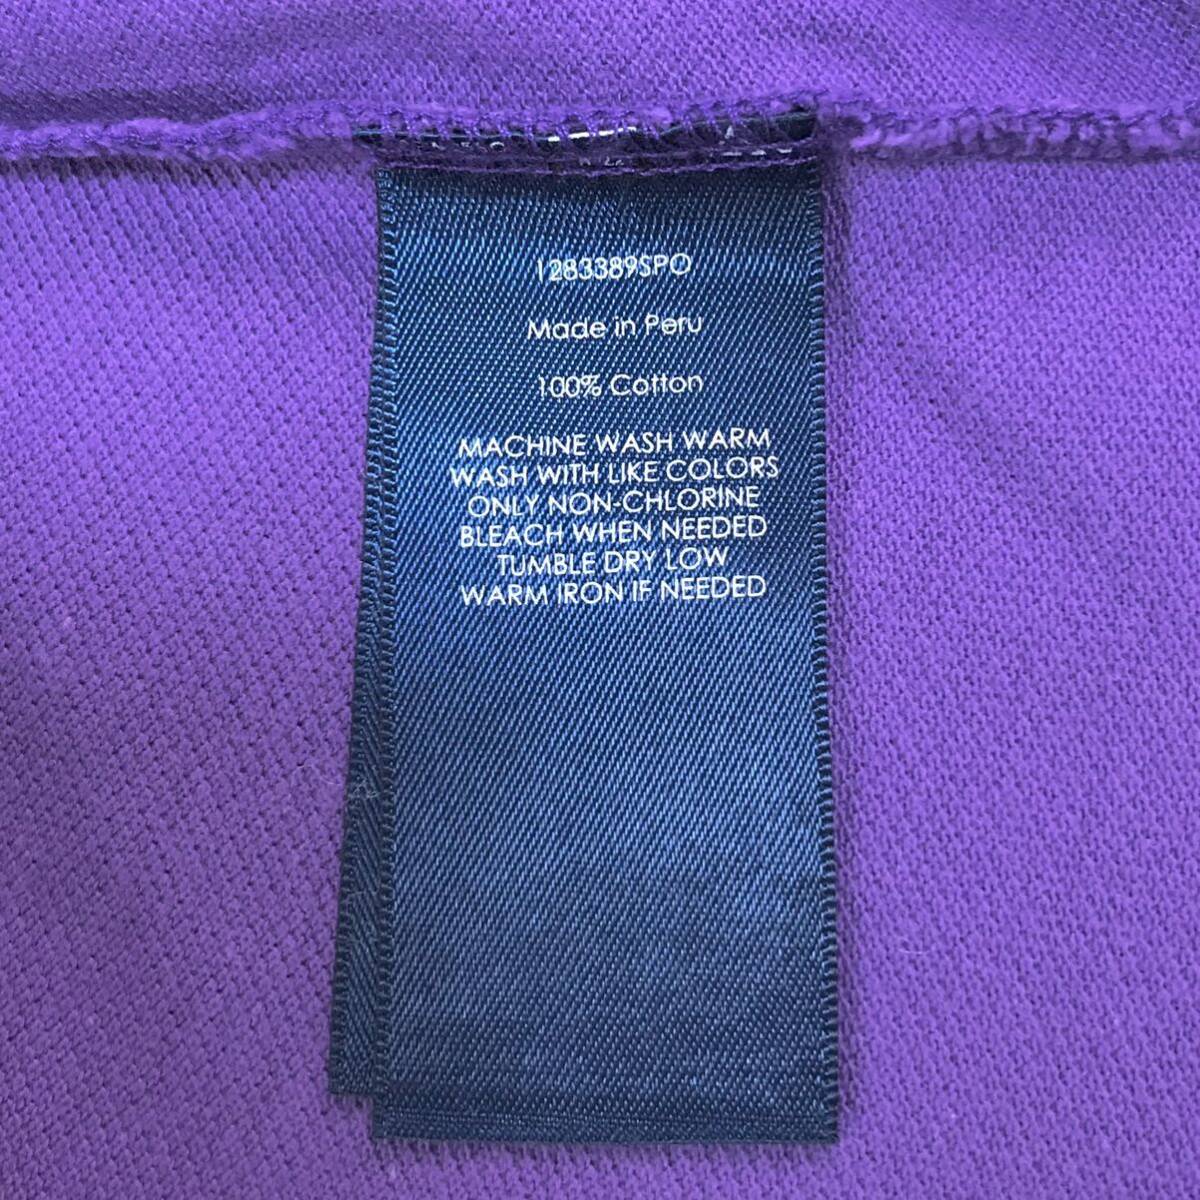 1283389SPO
Made in Peru
100% Cotton
MACHINE WASH WARM
WASH WITH LIKE COLORS
ONLY NON-CHLORINE
BLEACH WHEN NEEDED
TUMBLE DRY LOW
WARM IRON IF NEEDED